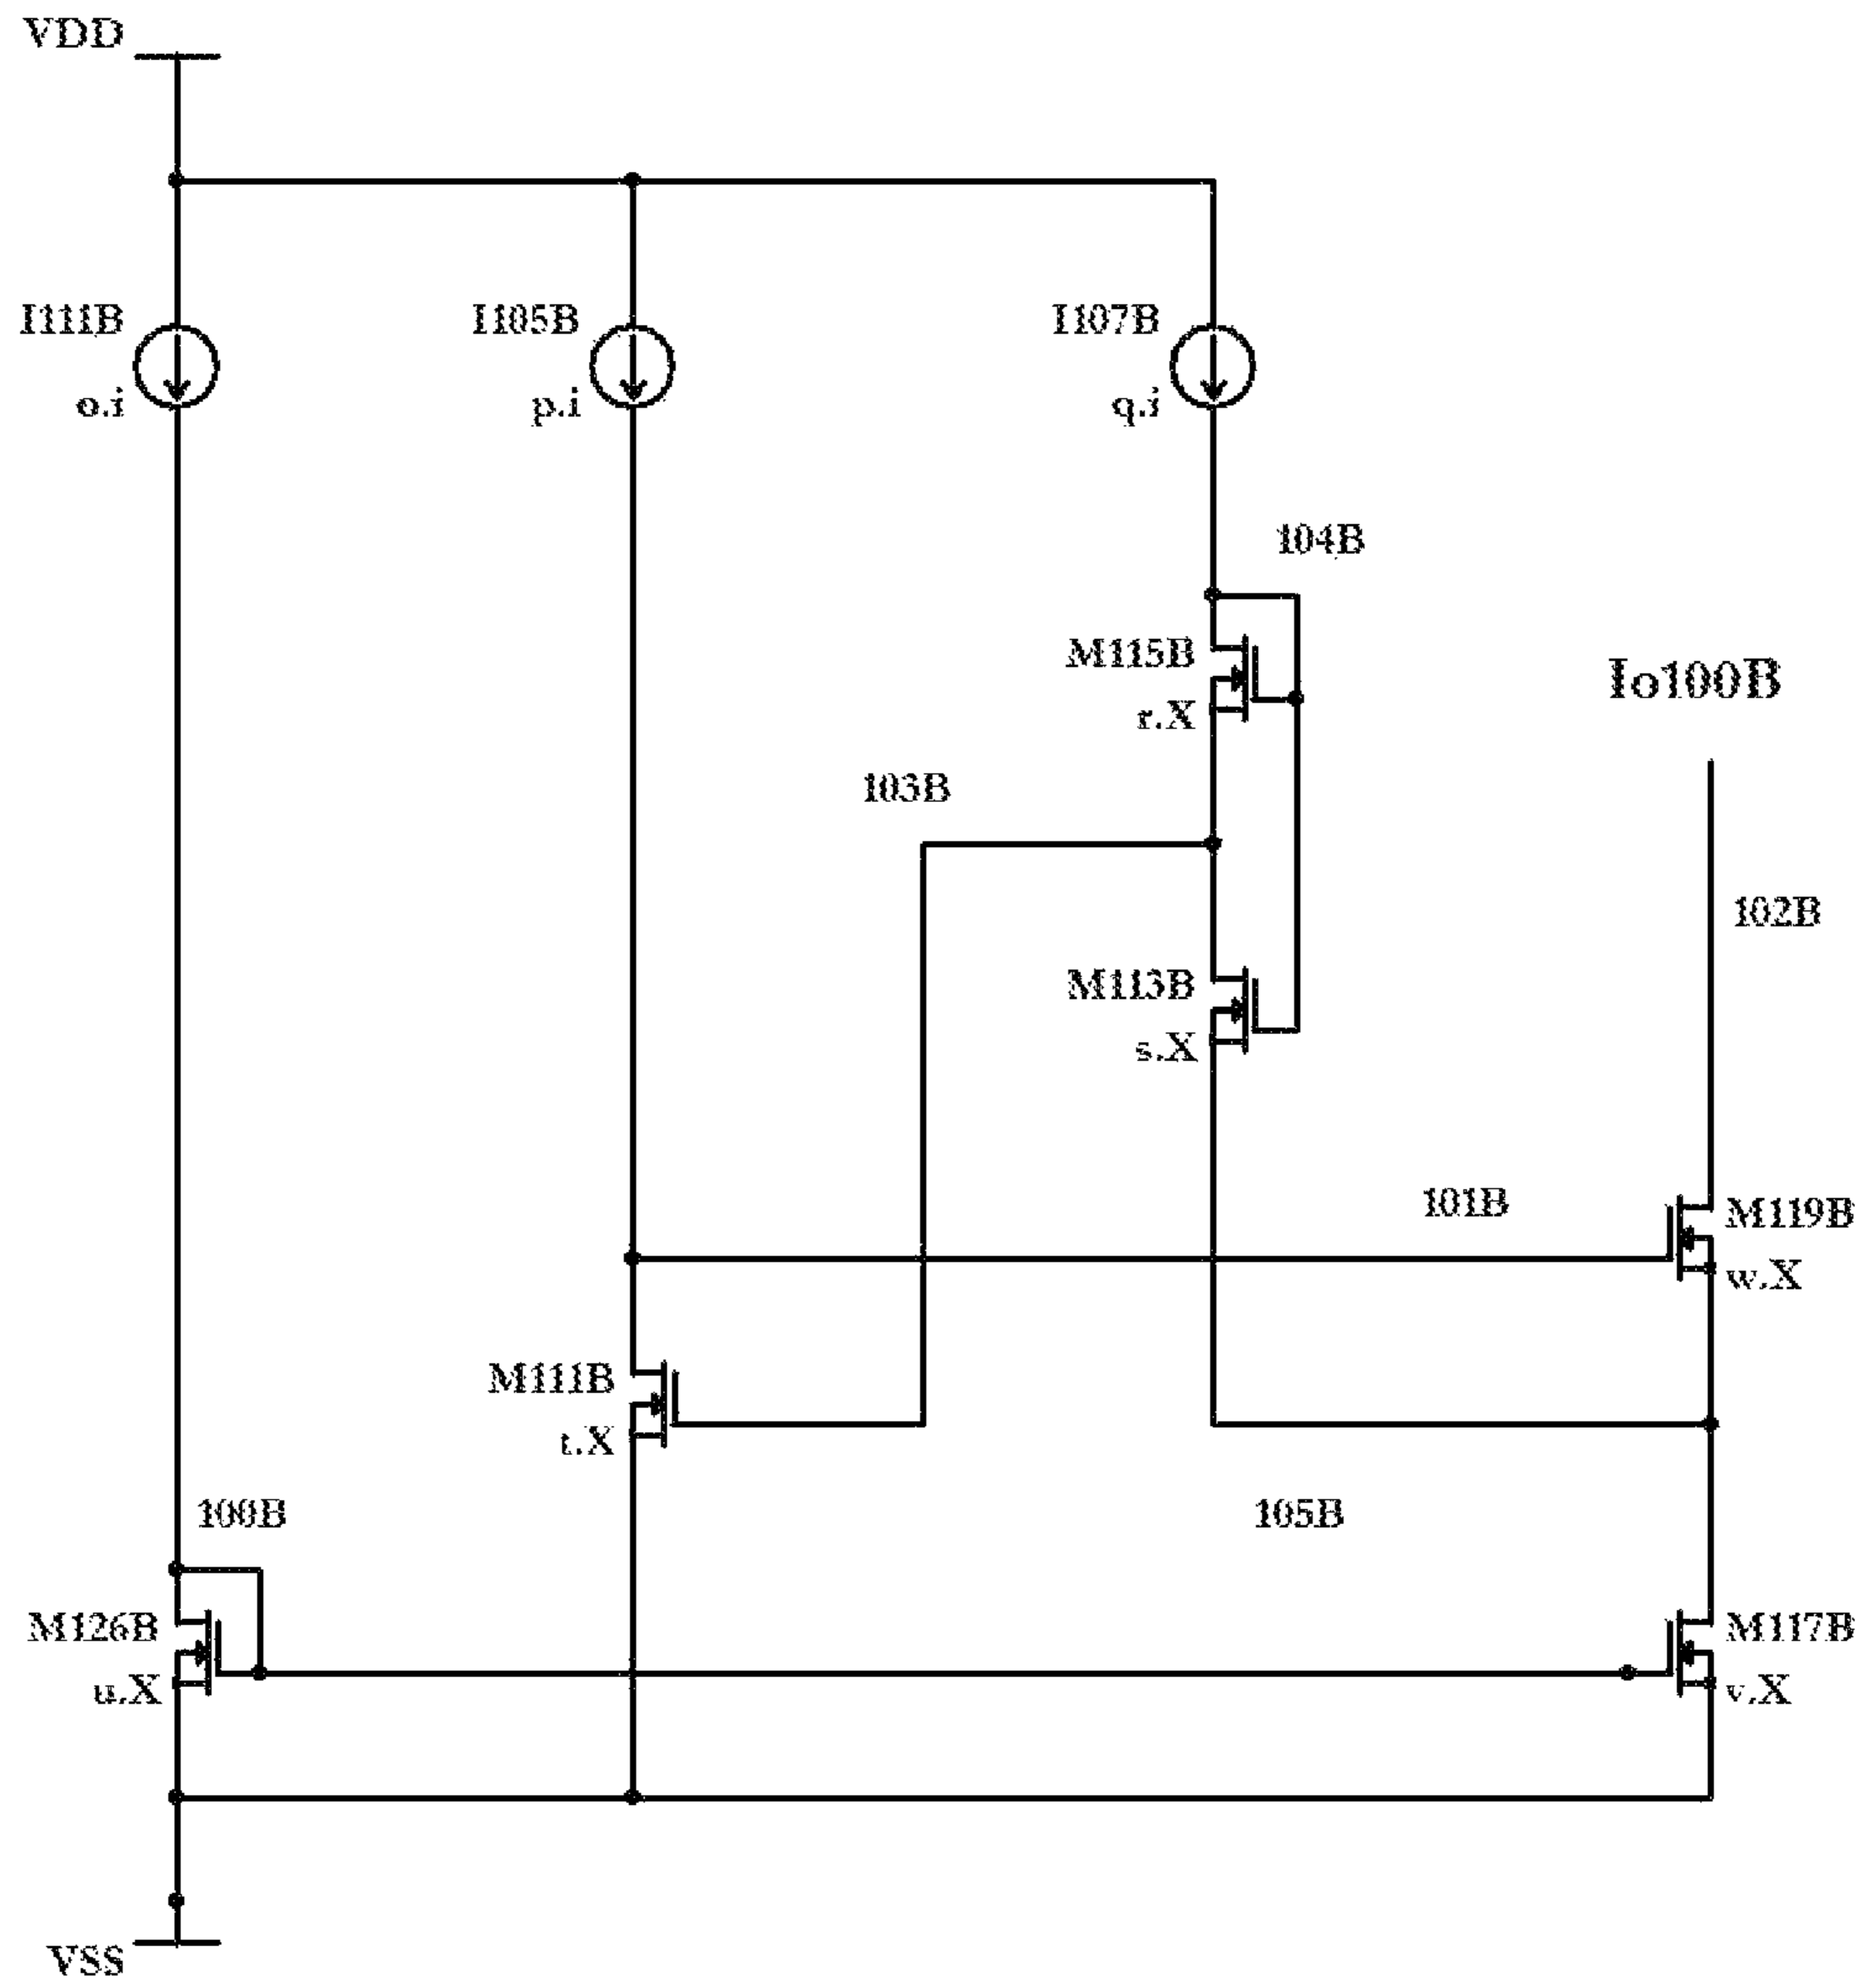 VDD
I111B
o.i
I105B
p.i
I107B
q.i
104B
M115B
r.X
Io100B
103B
102B
M113B
s.X
101B
M119B
w.X
M111B
t.X
100B
105B
M126B
u.X
M117B
v.X
VSS